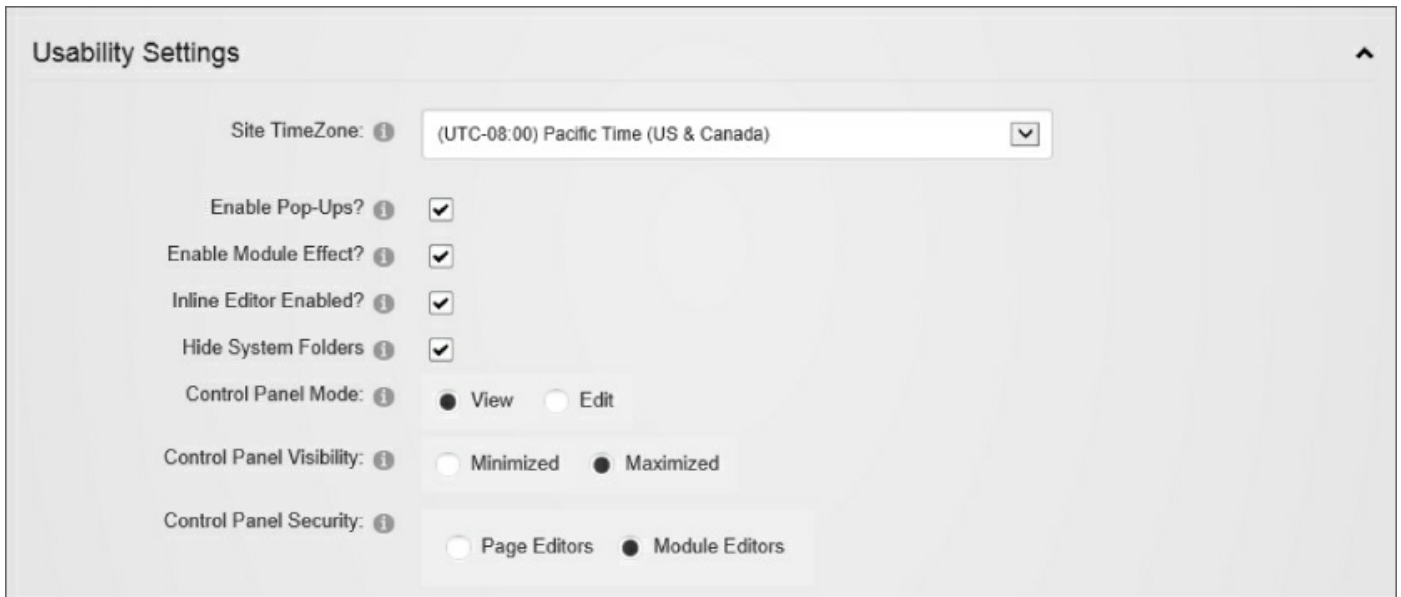 Usability Settings
Site TimeZone: (UTC-08:00) Pacific Time (US & Canada)
Enable Pop-Ups?
Enable Module Effect?
Inline Editor Enabled?
Hide System Folders
Control Panel Mode: View Edit
Control Panel Visibility: Minimized Maximized
Control Panel Security: Page Editors Module Editors